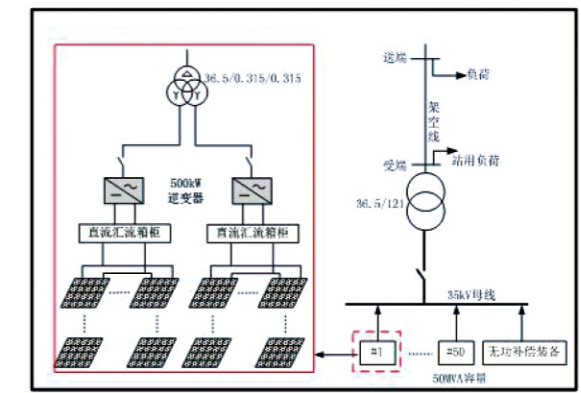 36.5/0.315/0.315
500kW
逆变器
直流汇流箱柜
直流汇流箱柜
送端
负荷
架空线
受端
站用负荷
36.5/121
35kV母线
#1
#50
无功补偿装备
50MVA容量